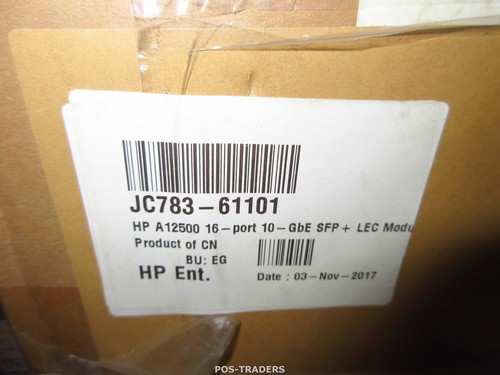 JC783-61101
HP A12500 16-port 10-GbE SFP+ LEC Modu
Product of CN
BU: EG
HP Ent.
Date : 03-Nov-2017
POS-TRADERS